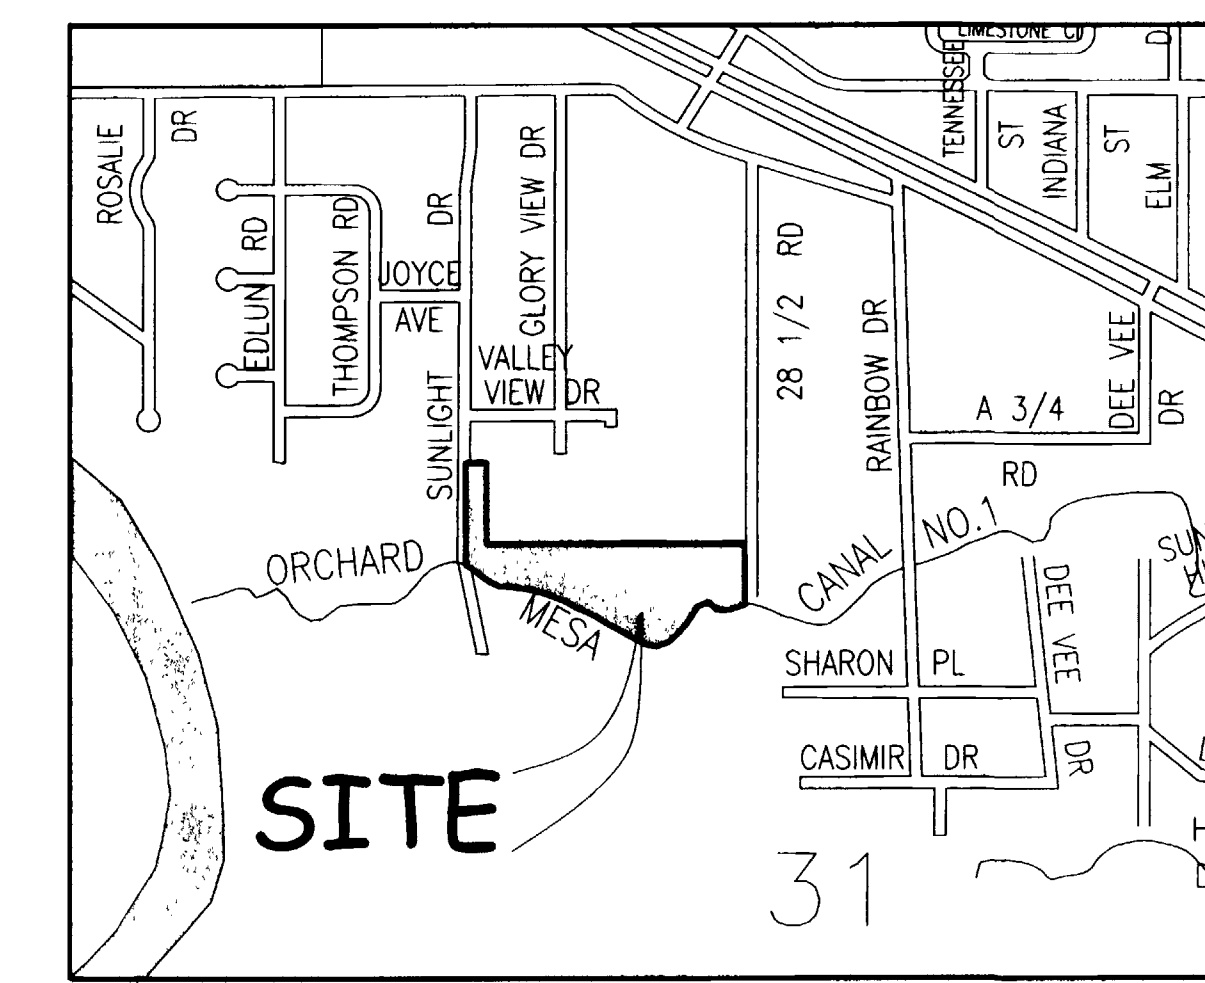 LIMESTONE
TENNESSEE
ST
INDIANA
ST
ELM
D
ROSALIE
DR
EDLUN
RD
THOMPSON RD
JOYCE
AVE
SUNLIGHT
DR
GLORY VIEW DR
VALLEY
VIEW DR
28 1/2 RD
RAINBOW DR
DEE VEE
DR
A 3/4
RD
ORCHARD
MESA
CANAL
NO.1
SUN
DEE VEE
DR
SHARON PL
CASIMIR DR
SITE
31
H